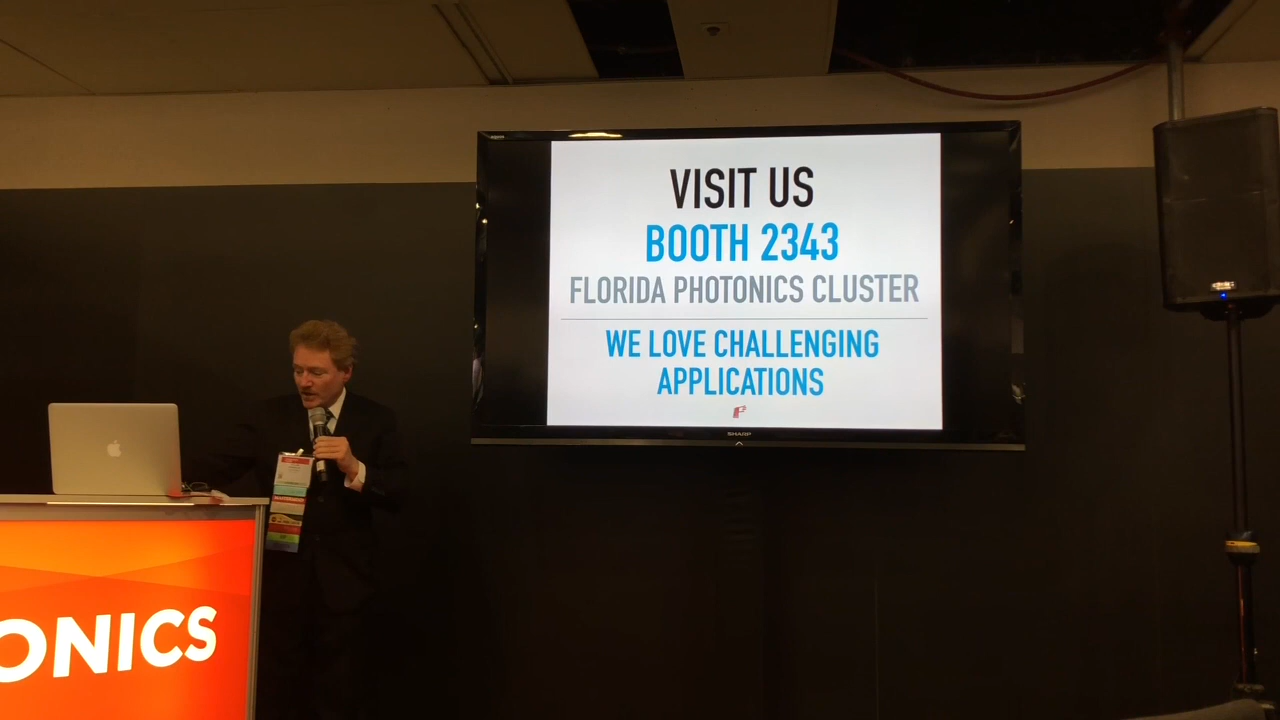 VISIT US
BOOTH 2343
FLORIDA PHOTONICS CLUSTER
WE LOVE CHALLENGING
APPLICATIONS
SHARP
ONICS